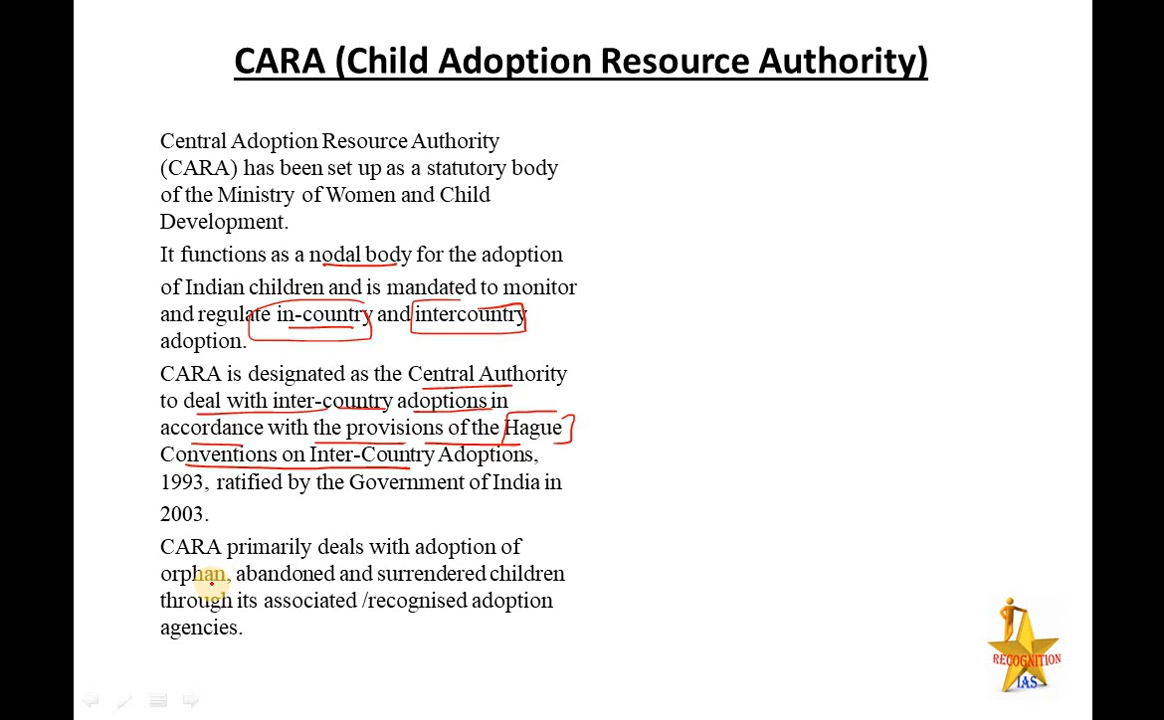 CARA (Child Adoption Resource Authority)
Central Adoption Resource Authority
(CARA) has been set up as a statutory body
of the Ministry of Women and Child
Development.
It functions as a nodal body for the adoption
of Indian children and is mandated to monitor
and regulate in-country and intercountry
adoption.
CARA is designated as the Central Authority
to deal with inter-country adoptions in
accordance with the provisions of the Hague
Conventions on Inter-Country Adoptions,
1993, ratified by the Government of India in
2003.
CARA primarily deals with adoption of
orphan, abandoned and surrendered children
through its associated /recognised adoption
agencies.
RECOGNITION
IAS